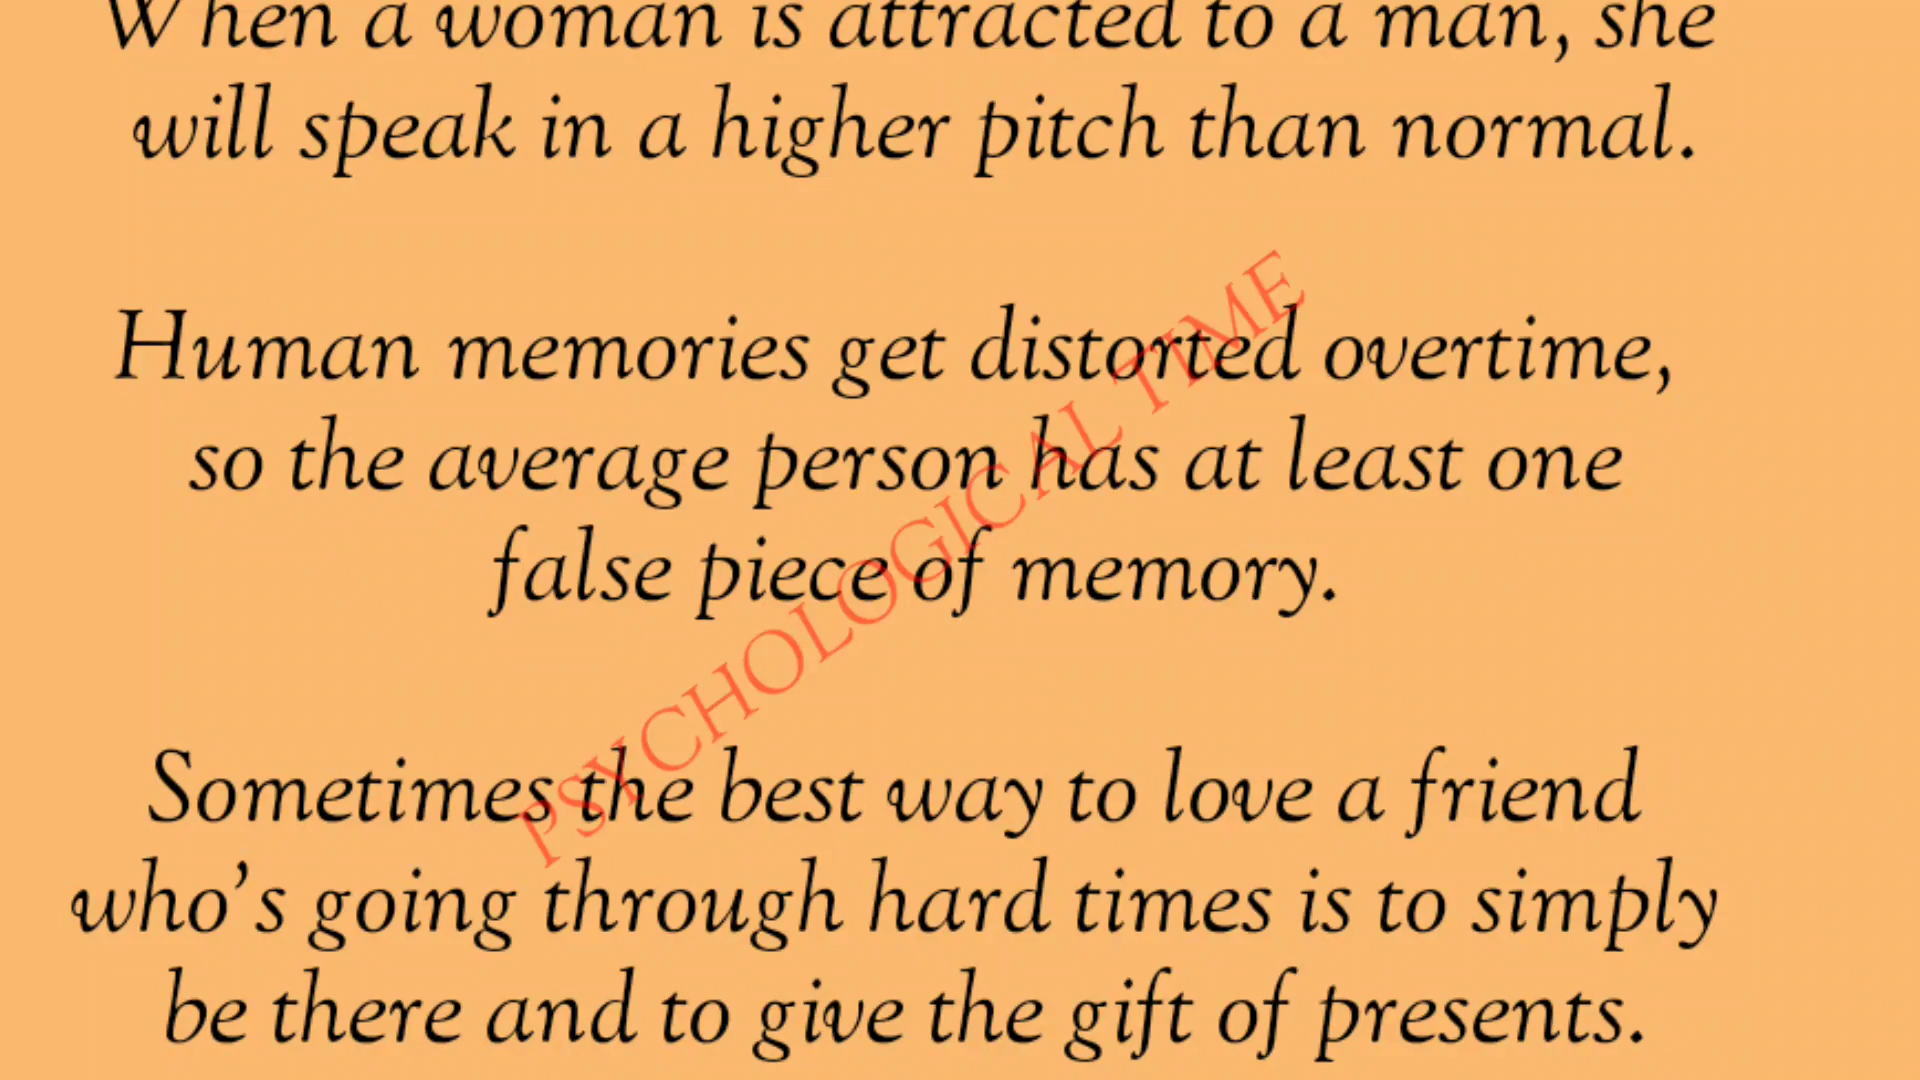 When a woman is attracted to a man, she
will speak in a higher pitch than normal.
Human memories get distorted overtime,
so the average person has at least one
false piece of memory.
Sometimes the best way to love a friend
who’s going through hard times is to simply
be there and to give the gift of presents.
PSYCHOLOGICAL TIME